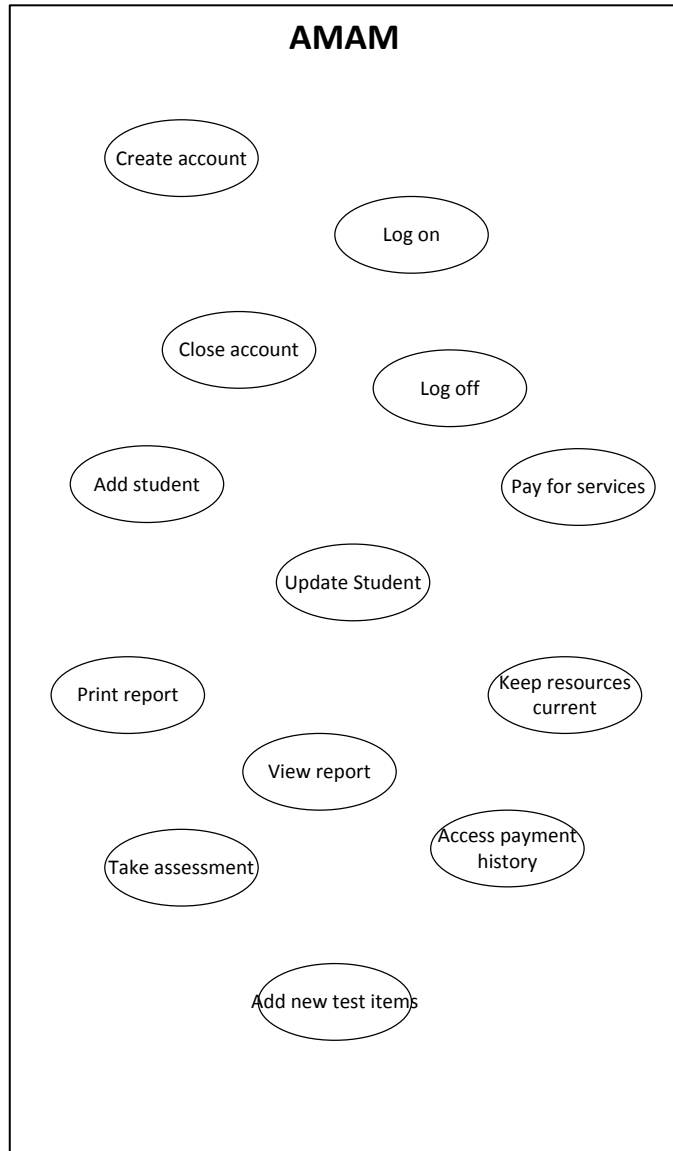 AMAM
Create account
Log on
Close account
Log off
Add student
Pay for services
Update Student
Print report
Keep resources
current
View report
Access payment
history
Take assessment
Add new test items